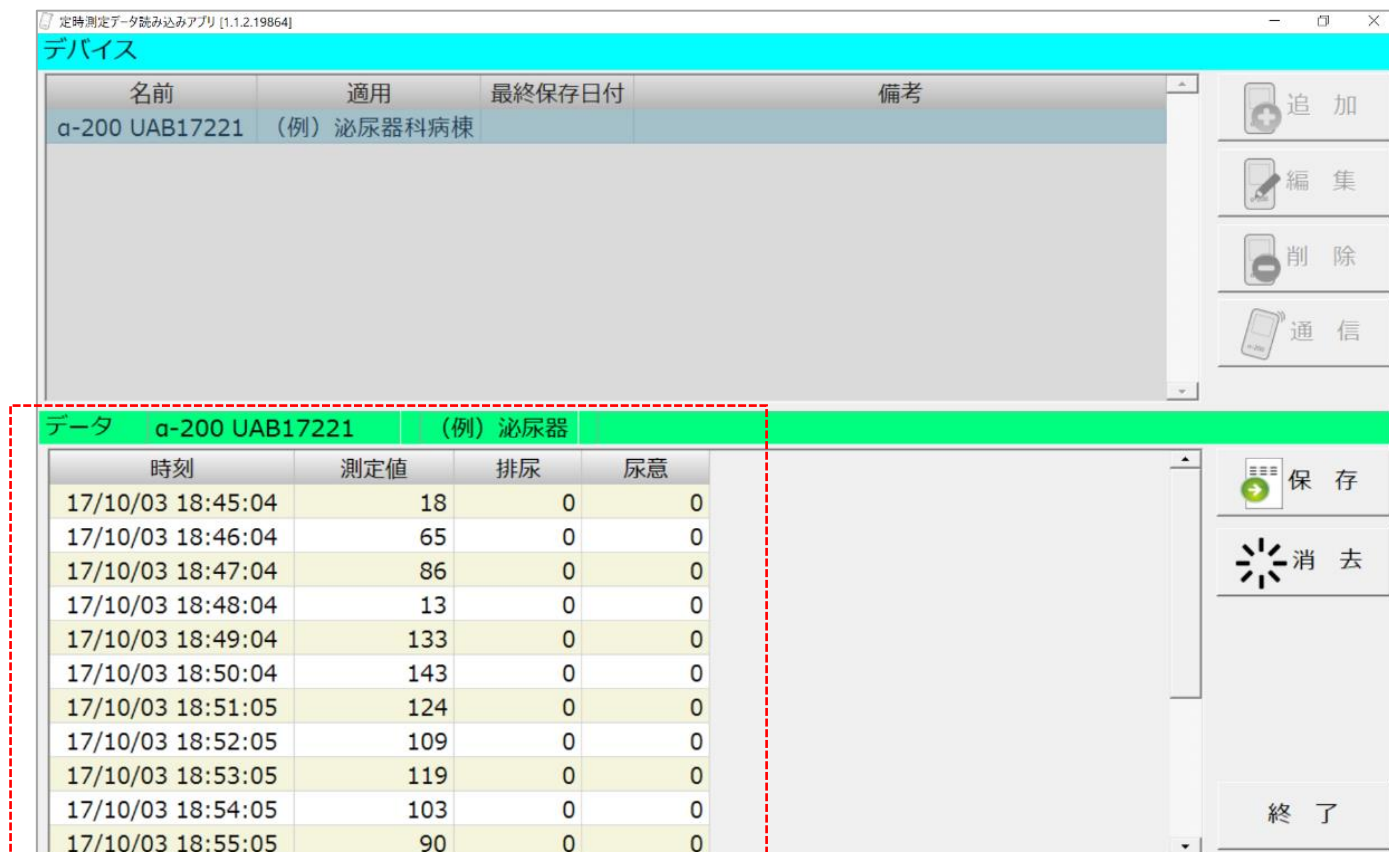 定時測定データ読み込みアプリ [1.1.2.19864]
デバイス
名前 適用 最終保存日付 備考
α-200 UAB17221 （例）泌尿器科病棟
追 加
編 集
削 除
通 信
データ α-200 UAB17221 （例）泌尿器
時刻 測定値 排尿 尿意
17/10/03 18:45:04 18 0 0
17/10/03 18:46:04 65 0 0
17/10/03 18:47:04 86 0 0
17/10/03 18:48:04 13 0 0
17/10/03 18:49:04 133 0 0
17/10/03 18:50:04 143 0 0
17/10/03 18:51:05 124 0 0
17/10/03 18:52:05 109 0 0
17/10/03 18:53:05 119 0 0
17/10/03 18:54:05 103 0 0
17/10/03 18:55:05 90 0 0
保 存
消 去
終 了